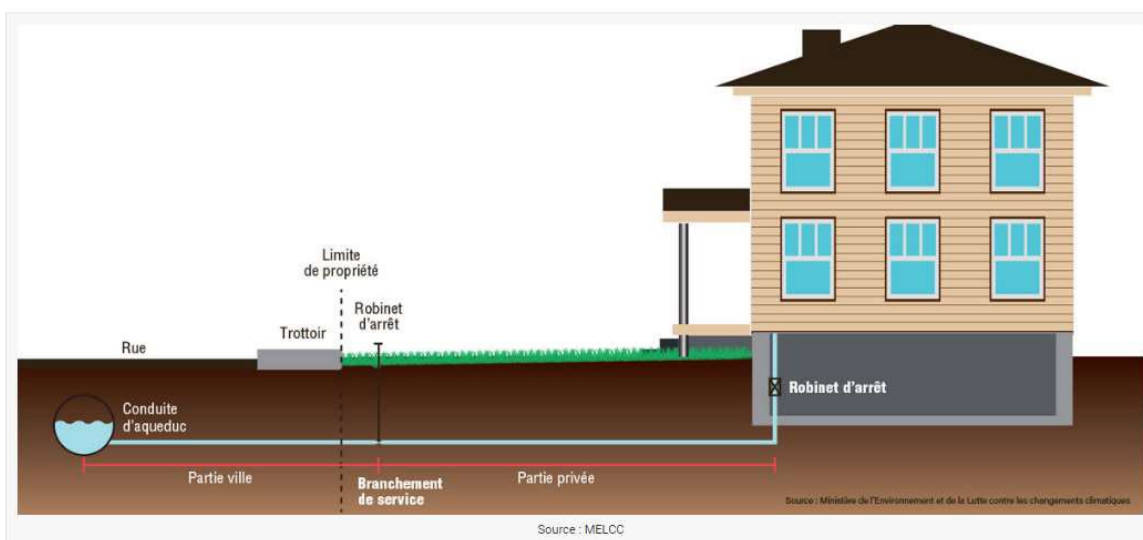 Limite
de propriété
Robinet
d'arrêt
Trottoir
Rue
Robinet d'arrêt
Conduite
d'aqueduc
Partie ville
Branchement
de service
Partie privée
Source : Ministère de l'Environnement et de la Lutte contre les changements climatiques
Source : MELCC